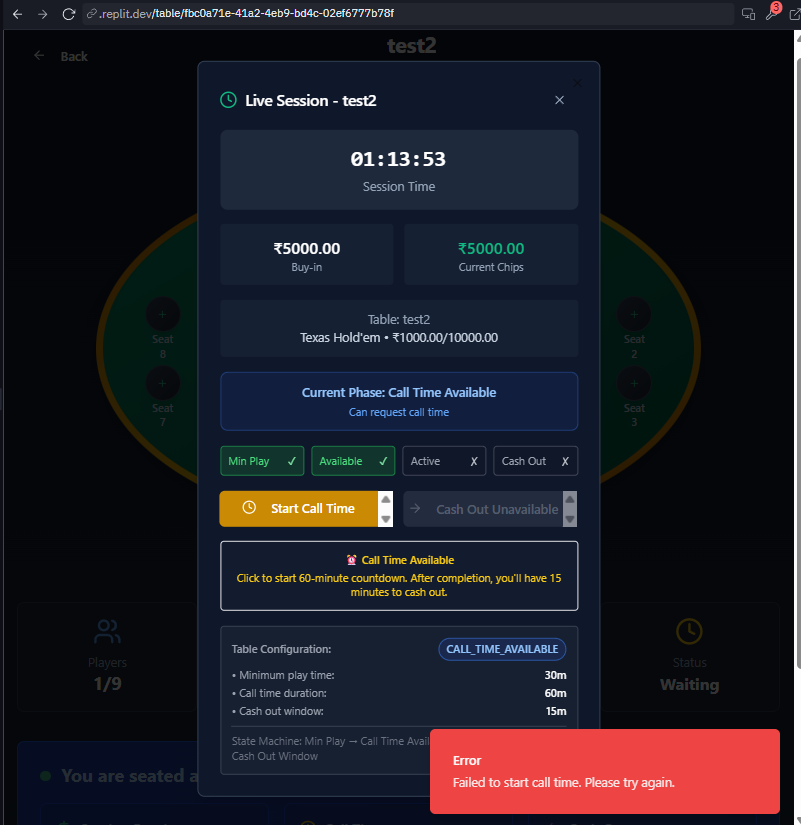 .replit.dev/table/fbc0a71e-41a2-4eb9-bd4c-02ef6777b78f
3
Back
test2
Live Session - test2
01:13:53
Session Time
₹5000.00
Buy-in
₹5000.00
Current Chips
Table: test2
Texas Hold'em • ₹1000.00/10000.00
Seat
8
Seat
2
Seat
7
Seat
3
Current Phase: Call Time Available
Can request call time
Min Play ✓
Available ✓
Active ✗
Cash Out ✗
Start Call Time
Cash Out Unavailable
⏰ Call Time Available
Click to start 60-minute countdown. After completion, you'll have 15
minutes to cash out.
Players
1/9
Status
Waiting
Table Configuration:
CALL_TIME_AVAILABLE
• Minimum play time: 30m
• Call time duration: 60m
• Cash out window: 15m
State Machine: Min Play → Call Time Avail
Cash Out Window
You are seated a
Error
Failed to start call time. Please try again.